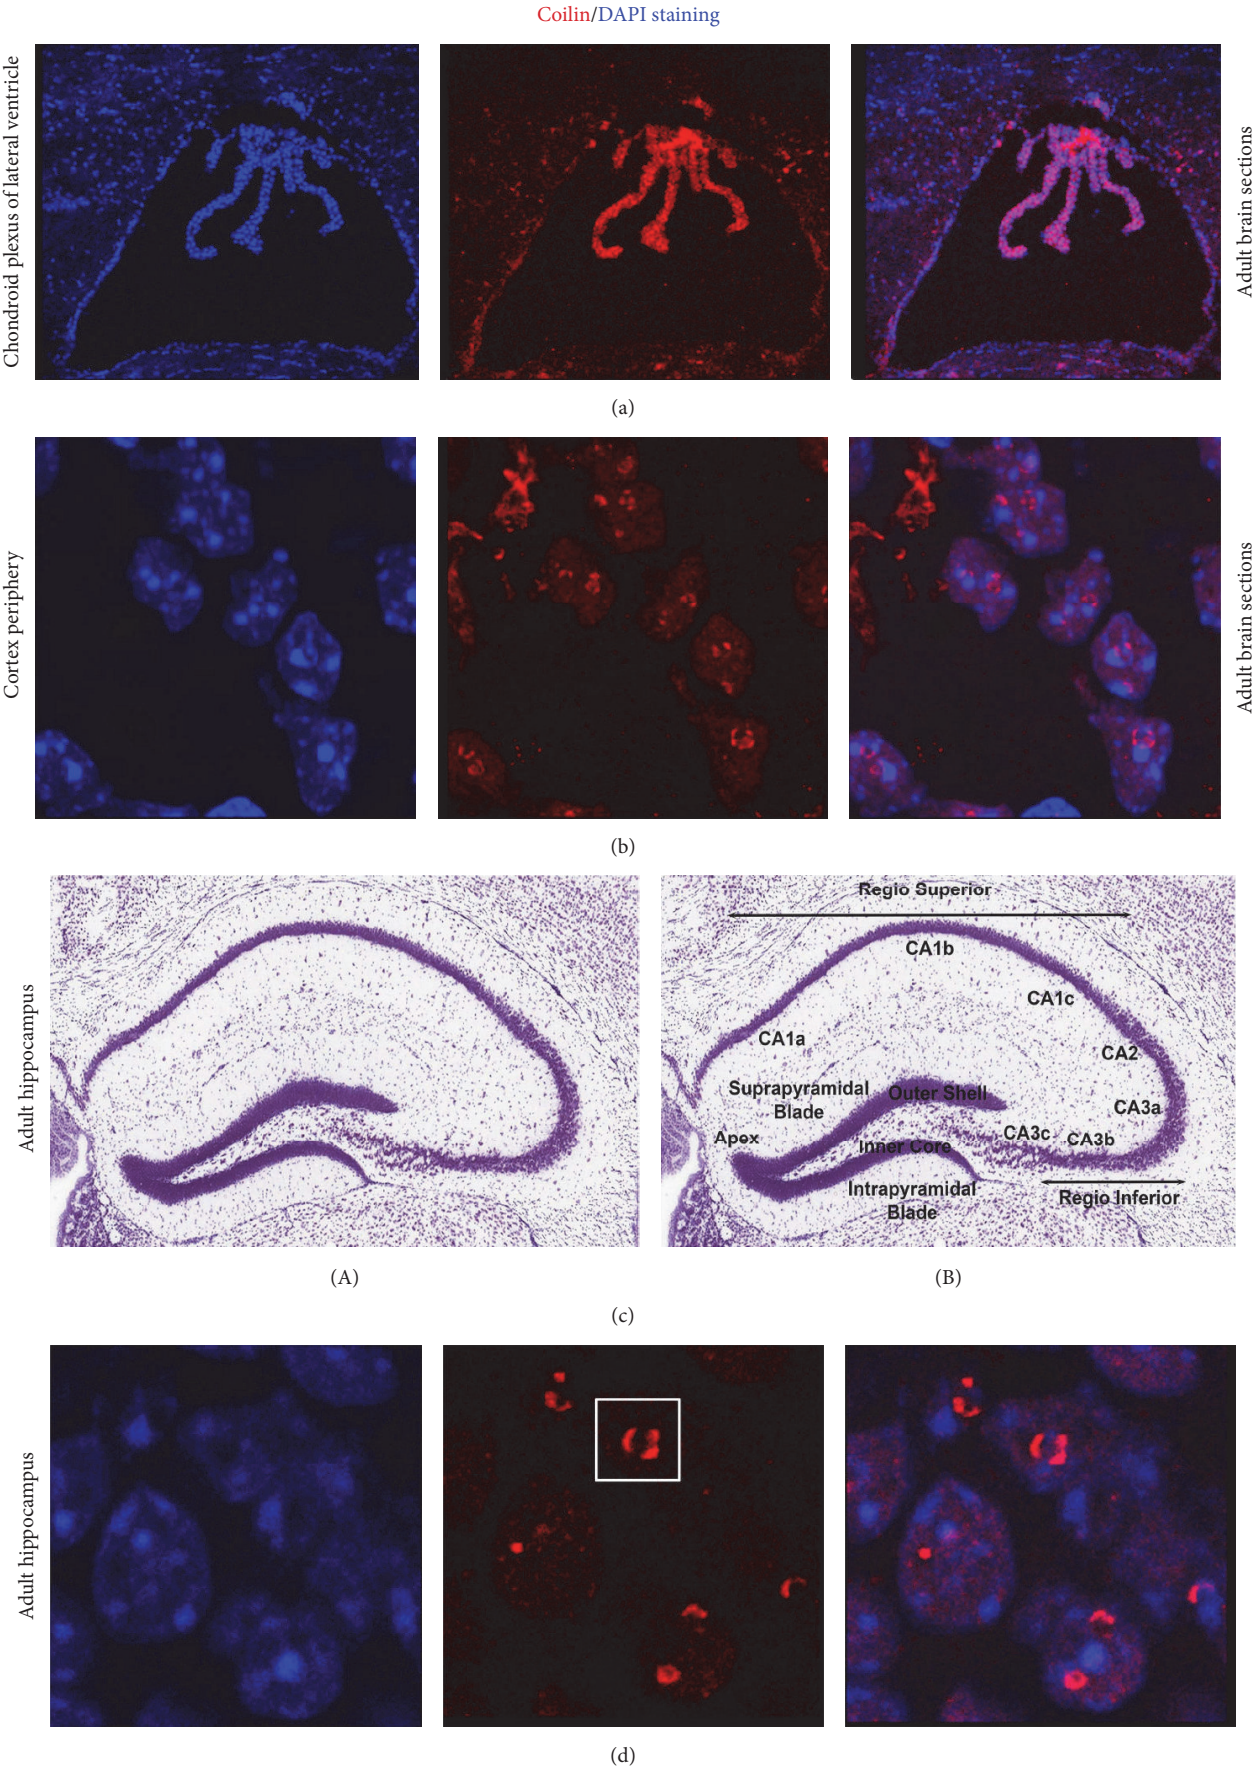 Coilin/DAPI staining
Chondroid plexus of lateral ventricle
Adult brain sections
(a)
Cortex periphery
Adult brain sections
(b)
Adult hippocampus
Regio Superior
CA1b
CA1c
CA1a
CA2
Suprapyramidal
Blade
Outer Shell
CA3a
Apex
CA3c
CA3b
Inner Core
Intrapyramidal
Blade
Regio Inferior
(A)
(B)
(c)
Adult hippocampus
(d)